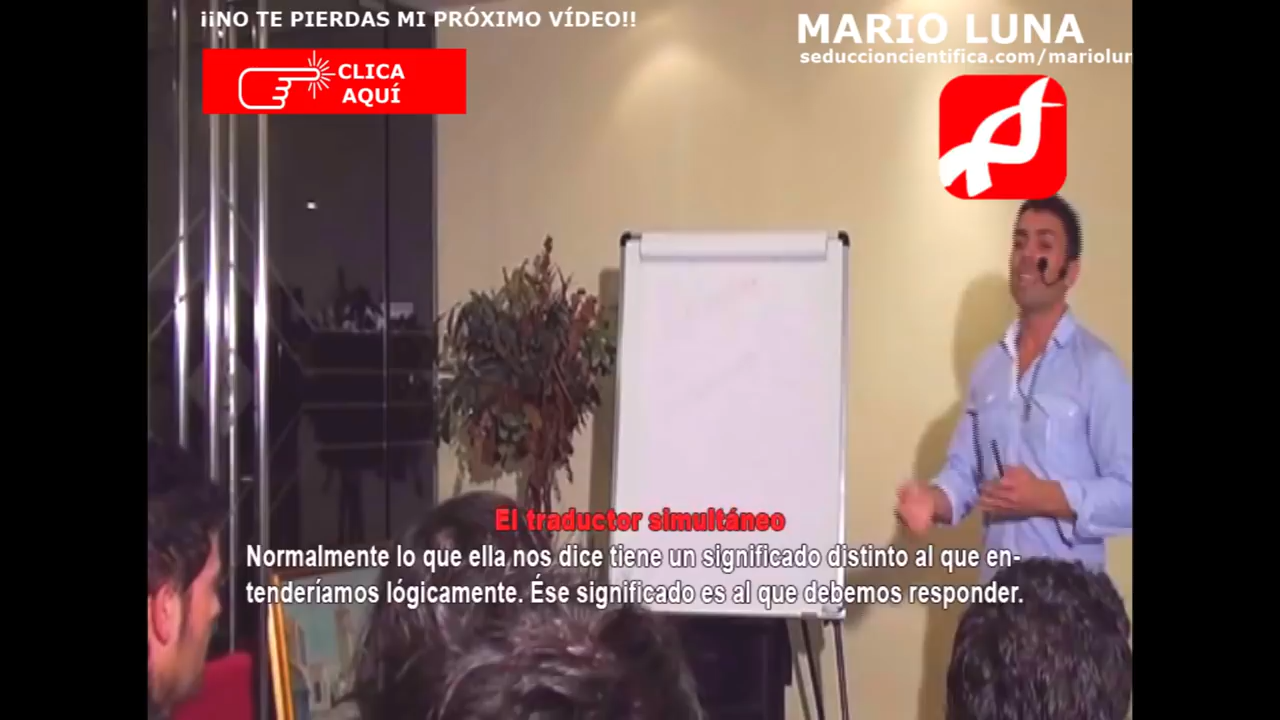 ¡¡NO TE PIERDAS MI PRÓXIMO VÍDEO!!
CLICA
AQUÍ
MARIO LUNA
seduccioncientifica.com/mariolun
El traductor simultáneo
Normalmente lo que ella nos dice tiene un significado distinto al que en-
tenderíamos lógicamente. Ése significado es al que debemos responder.